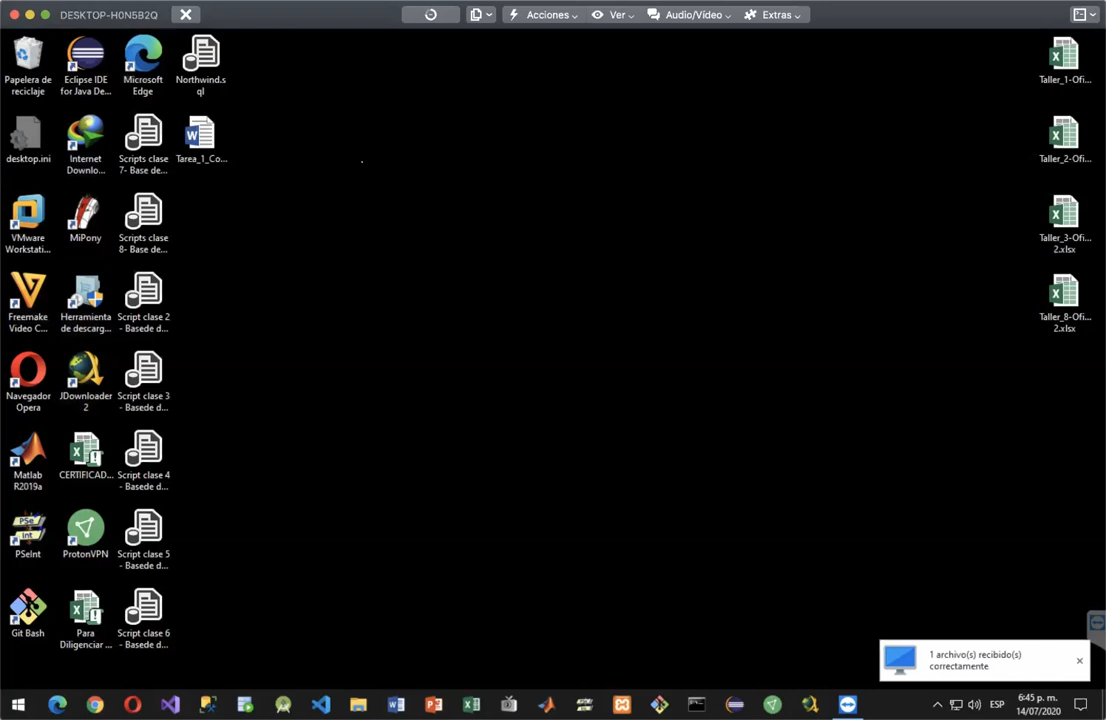 DESKTOP-H0N5B2Q
Acciones
Ver
Audio/Vídeo
Extras
Papelera de
reciclaje
Eclipse IDE
for Java De...
Microsoft
Edge
Northwind.s
ql
Taller_1-Ofi...
desktop.ini
Internet
Downlo...
Scripts clase
7- Base de...
Tarea_1_Co...
Taller_2-Ofi...
VMware
Workstati...
MiPony
Scripts clase
8- Base de...
Taller_3-Ofi...
2.xlsx
Freemake
Video C...
Herramienta
de descarg...
Script clase 2
- Basede d...
Taller_8-Ofi...
2.xlsx
Navegador
Opera
JDownloader
2
Script clase 3
- Basede d...
Matlab
R2019a
CERTIFICAD...
Script clase 4
- Basede d...
PSeInt
ProtonVPN
Script clase 5
- Basede d...
Git Bash
Para
Diligenciar ...
Script clase 6
- Basede d...
1 archivo(s) recibido(s)
correctamente
ESP
6:45 p. m.
14/07/2020